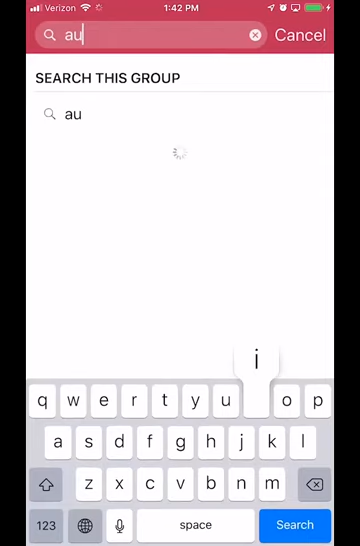 Verizon 1:42 PM
au Cancel
SEARCH THIS GROUP
au
i
q w e r t y u o p
a s d f g h j k l
z x c v b n m
123 space Search